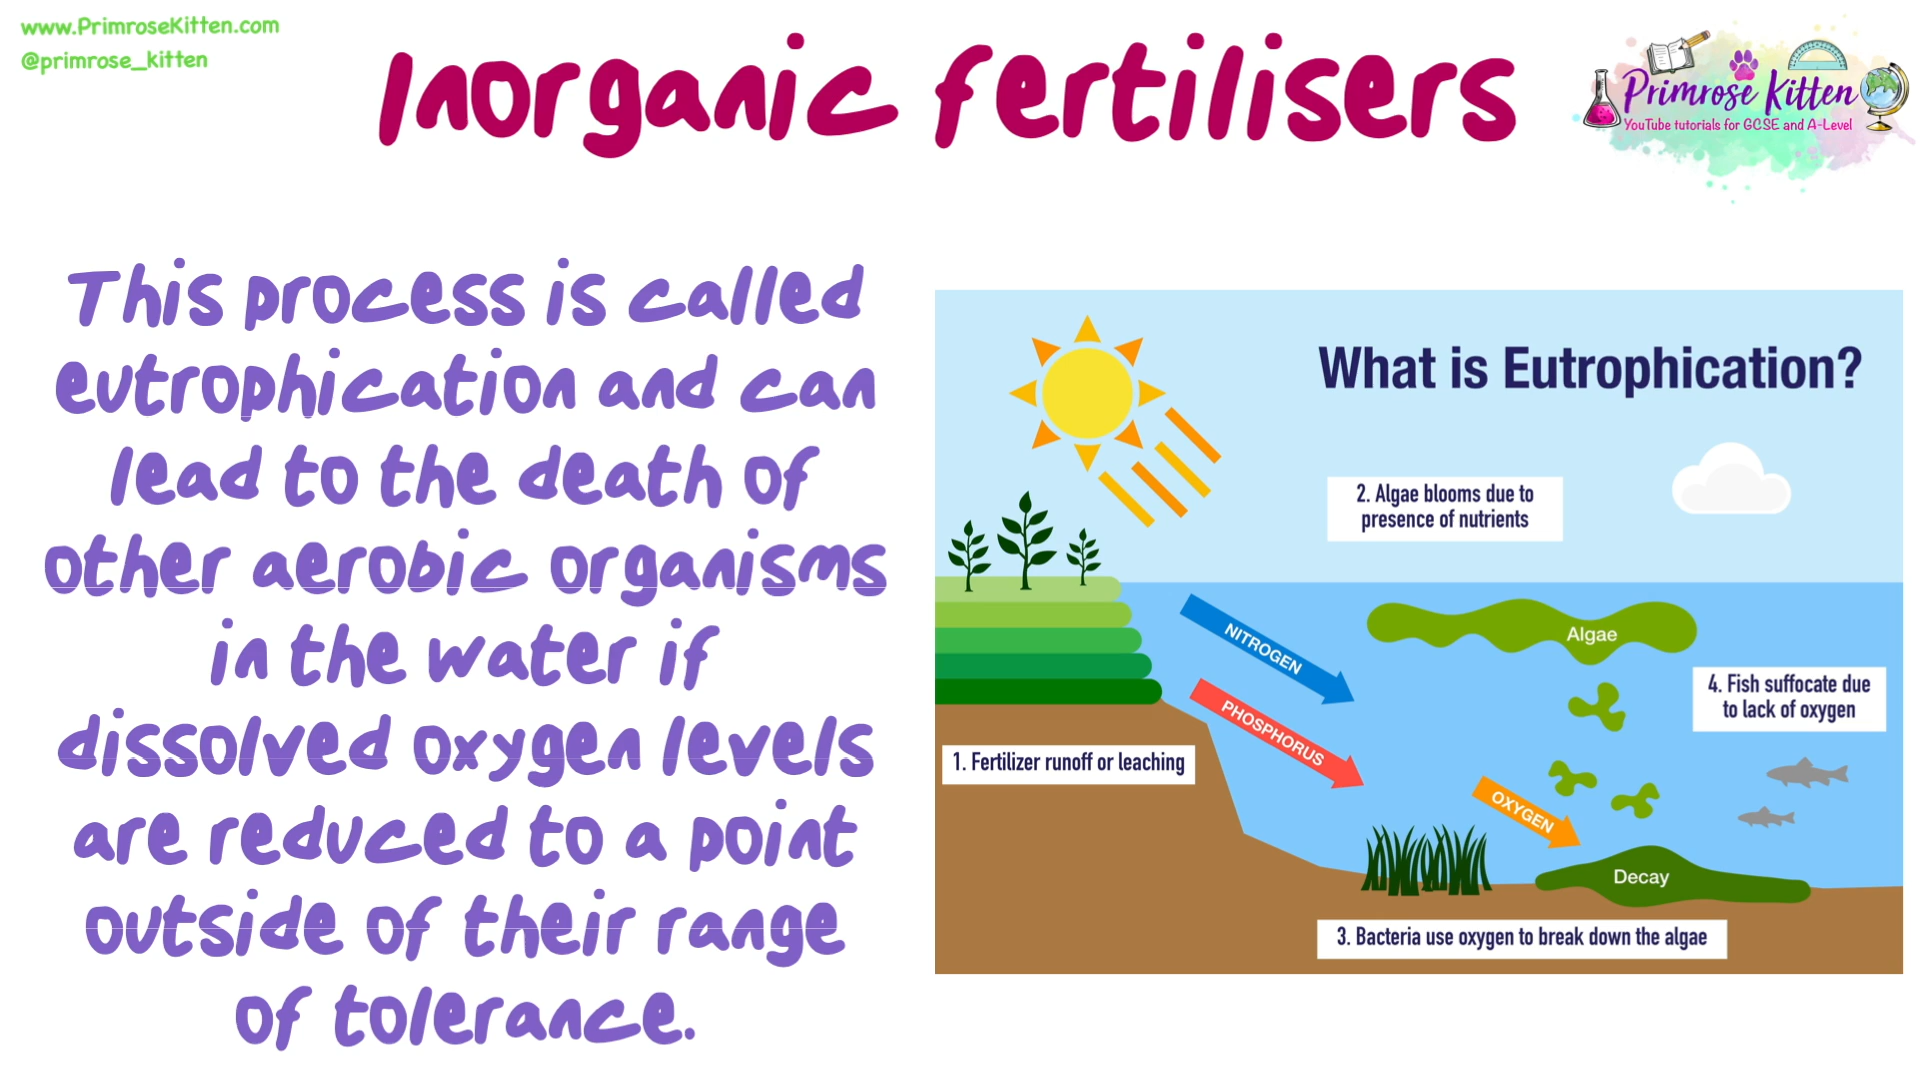 www.PrimroseKitten.com
@primrose_kitten
Inorganic fertilisers
Primrose Kitten
YouTube tutorials for GCSE and A-Level
This process is called
eutrophication and can
lead to the death of
other aerobic organisms
in the water if
dissolved oxygen levels
are reduced to a point
outside of their range
of tolerance.
What is Eutrophication?
2. Algae blooms due to
presence of nutrients
NITROGEN
Algae
PHOSPHORUS
4. Fish suffocate due
to lack of oxygen
1. Fertilizer runoff or leaching
OXYGEN
Decay
3. Bacteria use oxygen to break down the algae